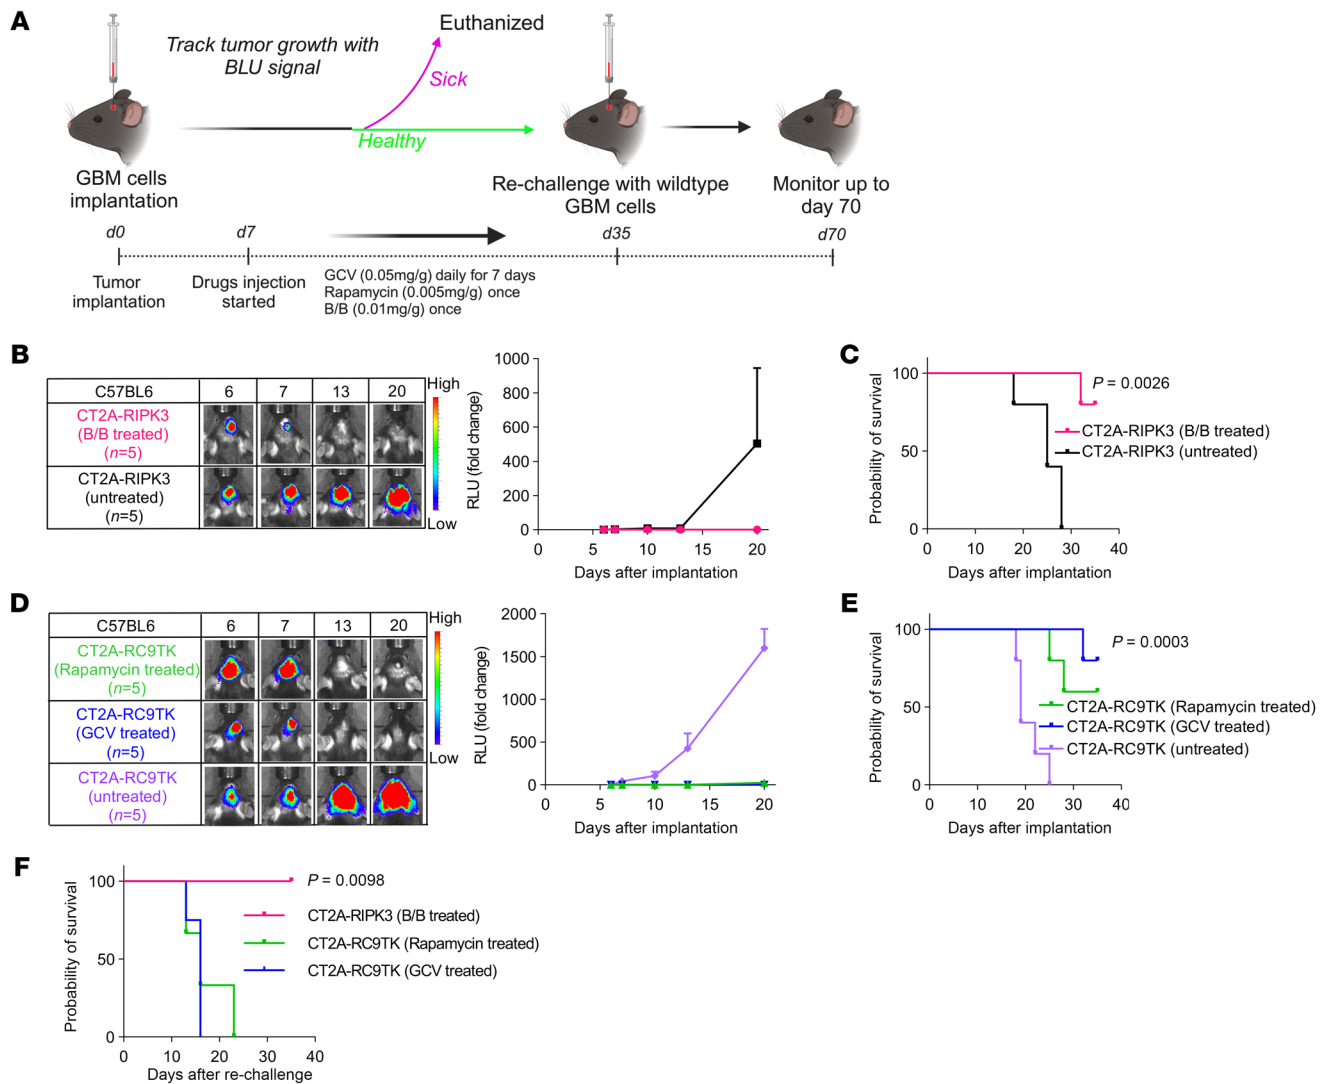 A
Track tumor growth with
BLU signal
Euthanized
Sick
Healthy
GBM cells
implantation
Re-challenge with wildtype
GBM cells
Monitor up to
day 70
d0
d7
d35
d70
Tumor
implantation
Drugs injection
started
GCV (0.05mg/g) daily for 7 days
Rapamycin (0.005mg/g) once
B/B (0.01mg/g) once
B
C57BL6 6 7 13 20
CT2A-RIPK3
(B/B treated)
(n=5)
CT2A-RIPK3
(untreated)
(n=5)
High
Low
RLU (fold change)
1000
800
600
400
200
0
0 5 10 15 20
Days after implantation
C
Probability of survival
100
50
0
0 10 20 30 40
Days after implantation
P = 0.0026
CT2A-RIPK3 (B/B treated)
CT2A-RIPK3 (untreated)
D
C57BL6 6 7 13 20
CT2A-RC9TK
(Rapamycin treated)
(n=5)
CT2A-RC9TK
(GCV treated)
(n=5)
CT2A-RC9TK
(untreated)
(n=5)
High
Low
RLU (fold change)
2000
1500
1000
500
0
0 5 10 15 20
Days after implantation
E
Probability of survival
100
50
0
0 10 20 30 40
Days after implantation
P = 0.0003
CT2A-RC9TK (Rapamycin treated)
CT2A-RC9TK (GCV treated)
CT2A-RC9TK (untreated)
F
Probability of survival
100
50
0
0 10 20 30 40
Days after re-challenge
P = 0.0098
CT2A-RIPK3 (B/B treated)
CT2A-RC9TK (Rapamycin treated)
CT2A-RC9TK (GCV treated)